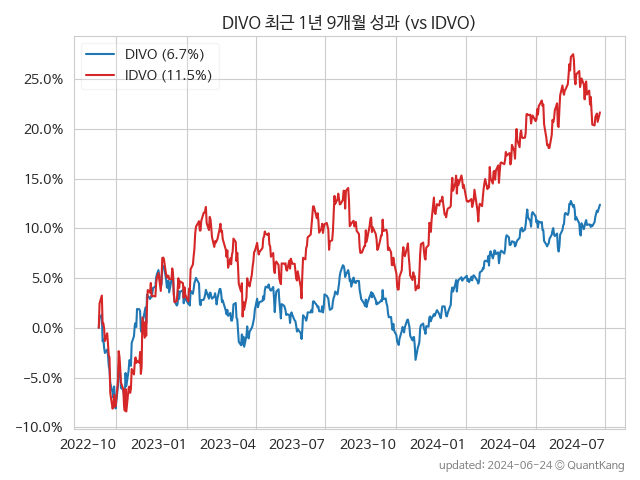 DIVO 최근 1년 9개월 성과 (vs IDVO)
DIVO (6.7%)
IDVO (11.5%)
25.0%
20.0%
15.0%
10.0%
5.0%
0.0%
−5.0%
−10.0%
2022-10 2023-01 2023-04 2023-07 2023-10 2024-01 2024-04 2024-07
updated: 2024-06-24 © QuantKang